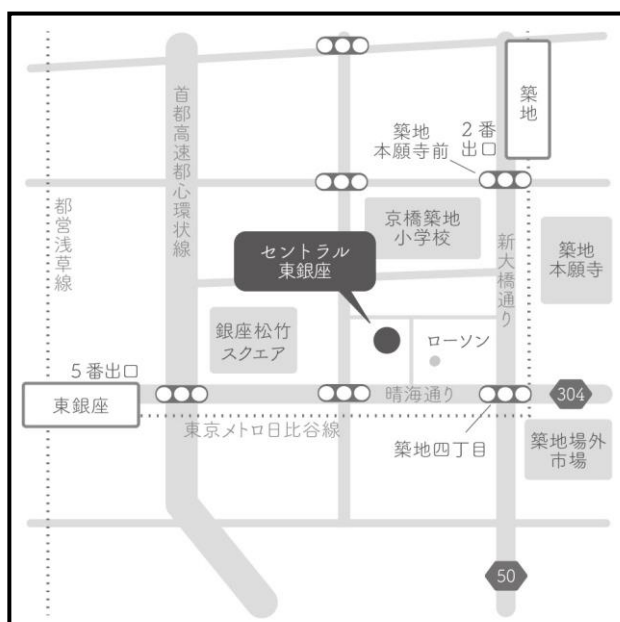 築地
2番
出口
築地
本願寺前
首都高速都心環状線
都営浅草線
京橋築地
小学校
新大橋通り
築地
本願寺
セントラル
東銀座
銀座松竹
スクエア
ローソン
5番出口
東銀座
晴海通り
304
東京メトロ日比谷線
築地四丁目
築地場外
市場
50